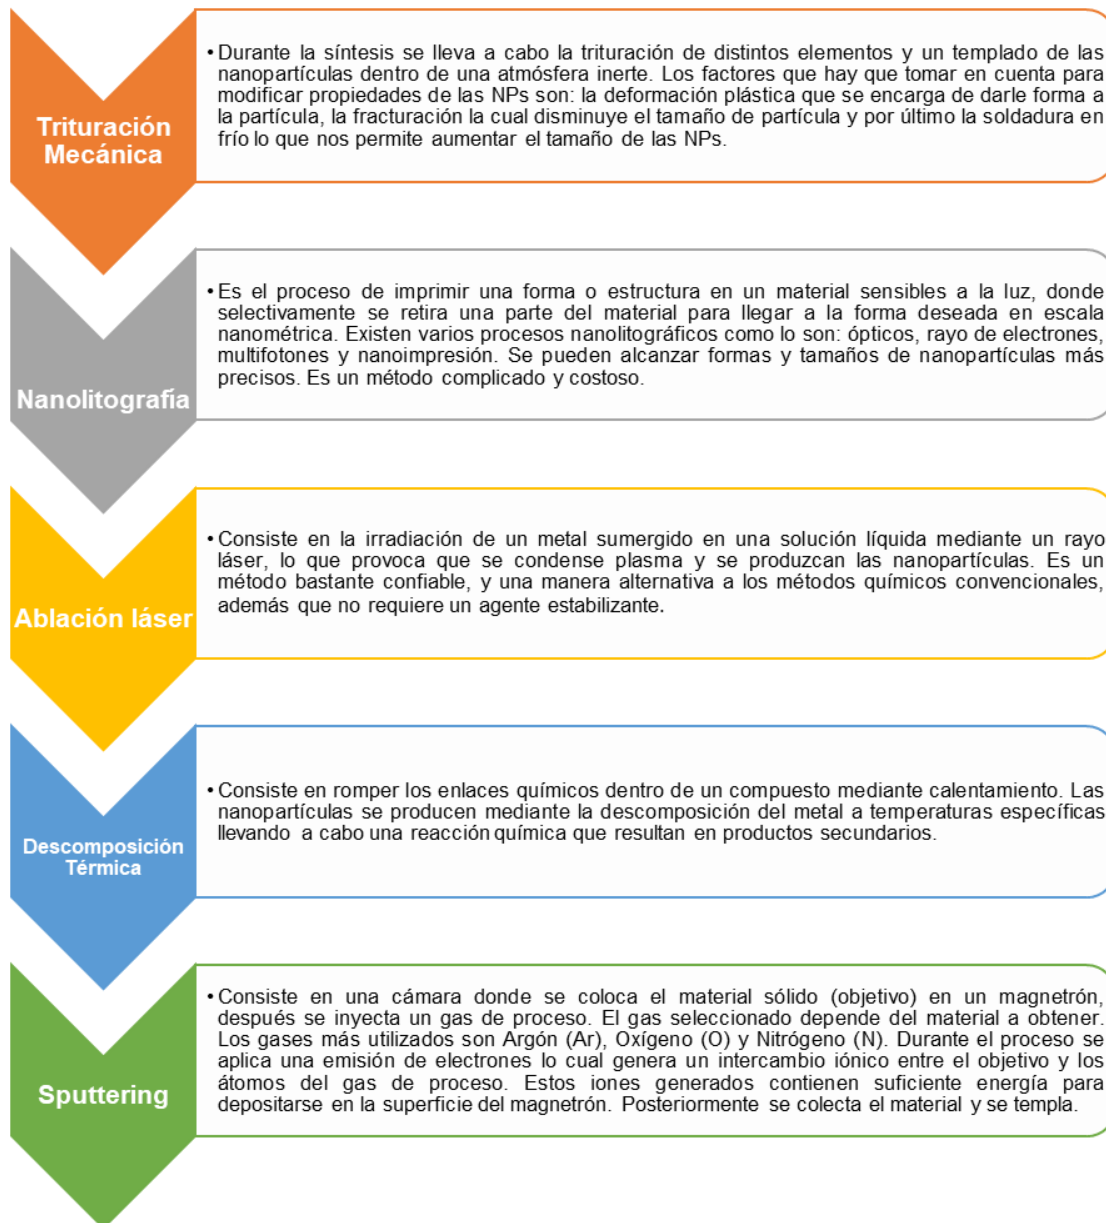 Trituración
Mecánica
• Durante la síntesis se lleva a cabo la trituración de distintos elementos y un templado de las
nanopartículas dentro de una atmósfera inerte. Los factores que hay que tomar en cuenta para
modificar propiedades de las NPs son: la deformación plástica que se encarga de darle forma a
la partícula, la fracturación la cual disminuye el tamaño de partícula y por último la soldadura en
frío lo que nos permite aumentar el tamaño de las NPs.
Nanolitografía
• Es el proceso de imprimir una forma o estructura en un material sensibles a la luz, donde
selectivamente se retira una parte del material para llegar a la forma deseada en escala
nanométrica. Existen varios procesos nanolitográficos como lo son: ópticos, rayo de electrones,
multifotones y nanoimpresión. Se pueden alcanzar formas y tamaños de nanopartículas más
precisos. Es un método complicado y costoso.
Ablación láser
• Consiste en la irradiación de un metal sumergido en una solución líquida mediante un rayo
láser, lo que provoca que se condense plasma y se produzcan las nanopartículas. Es un
método bastante confiable, y una manera alternativa a los métodos químicos convencionales,
además que no requiere un agente estabilizante.
Descomposición
Térmica
• Consiste en romper los enlaces químicos dentro de un compuesto mediante calentamiento. Las
nanopartículas se producen mediante la descomposición del metal a temperaturas específicas
llevando a cabo una reacción química que resultan en productos secundarios.
Sputtering
• Consiste en una cámara donde se coloca el material sólido (objetivo) en un magnetrón,
después se inyecta un gas de proceso. El gas seleccionado depende del material a obtener.
Los gases más utilizados son Argón (Ar), Oxígeno (O) y Nitrógeno (N). Durante el proceso se
aplica una emisión de electrones lo cual genera un intercambio iónico entre el objetivo y los
átomos del gas de proceso. Estos iones generados contienen suficiente energía para
depositarse en la superficie del magnetrón. Posteriormente se colecta el material y se templa.